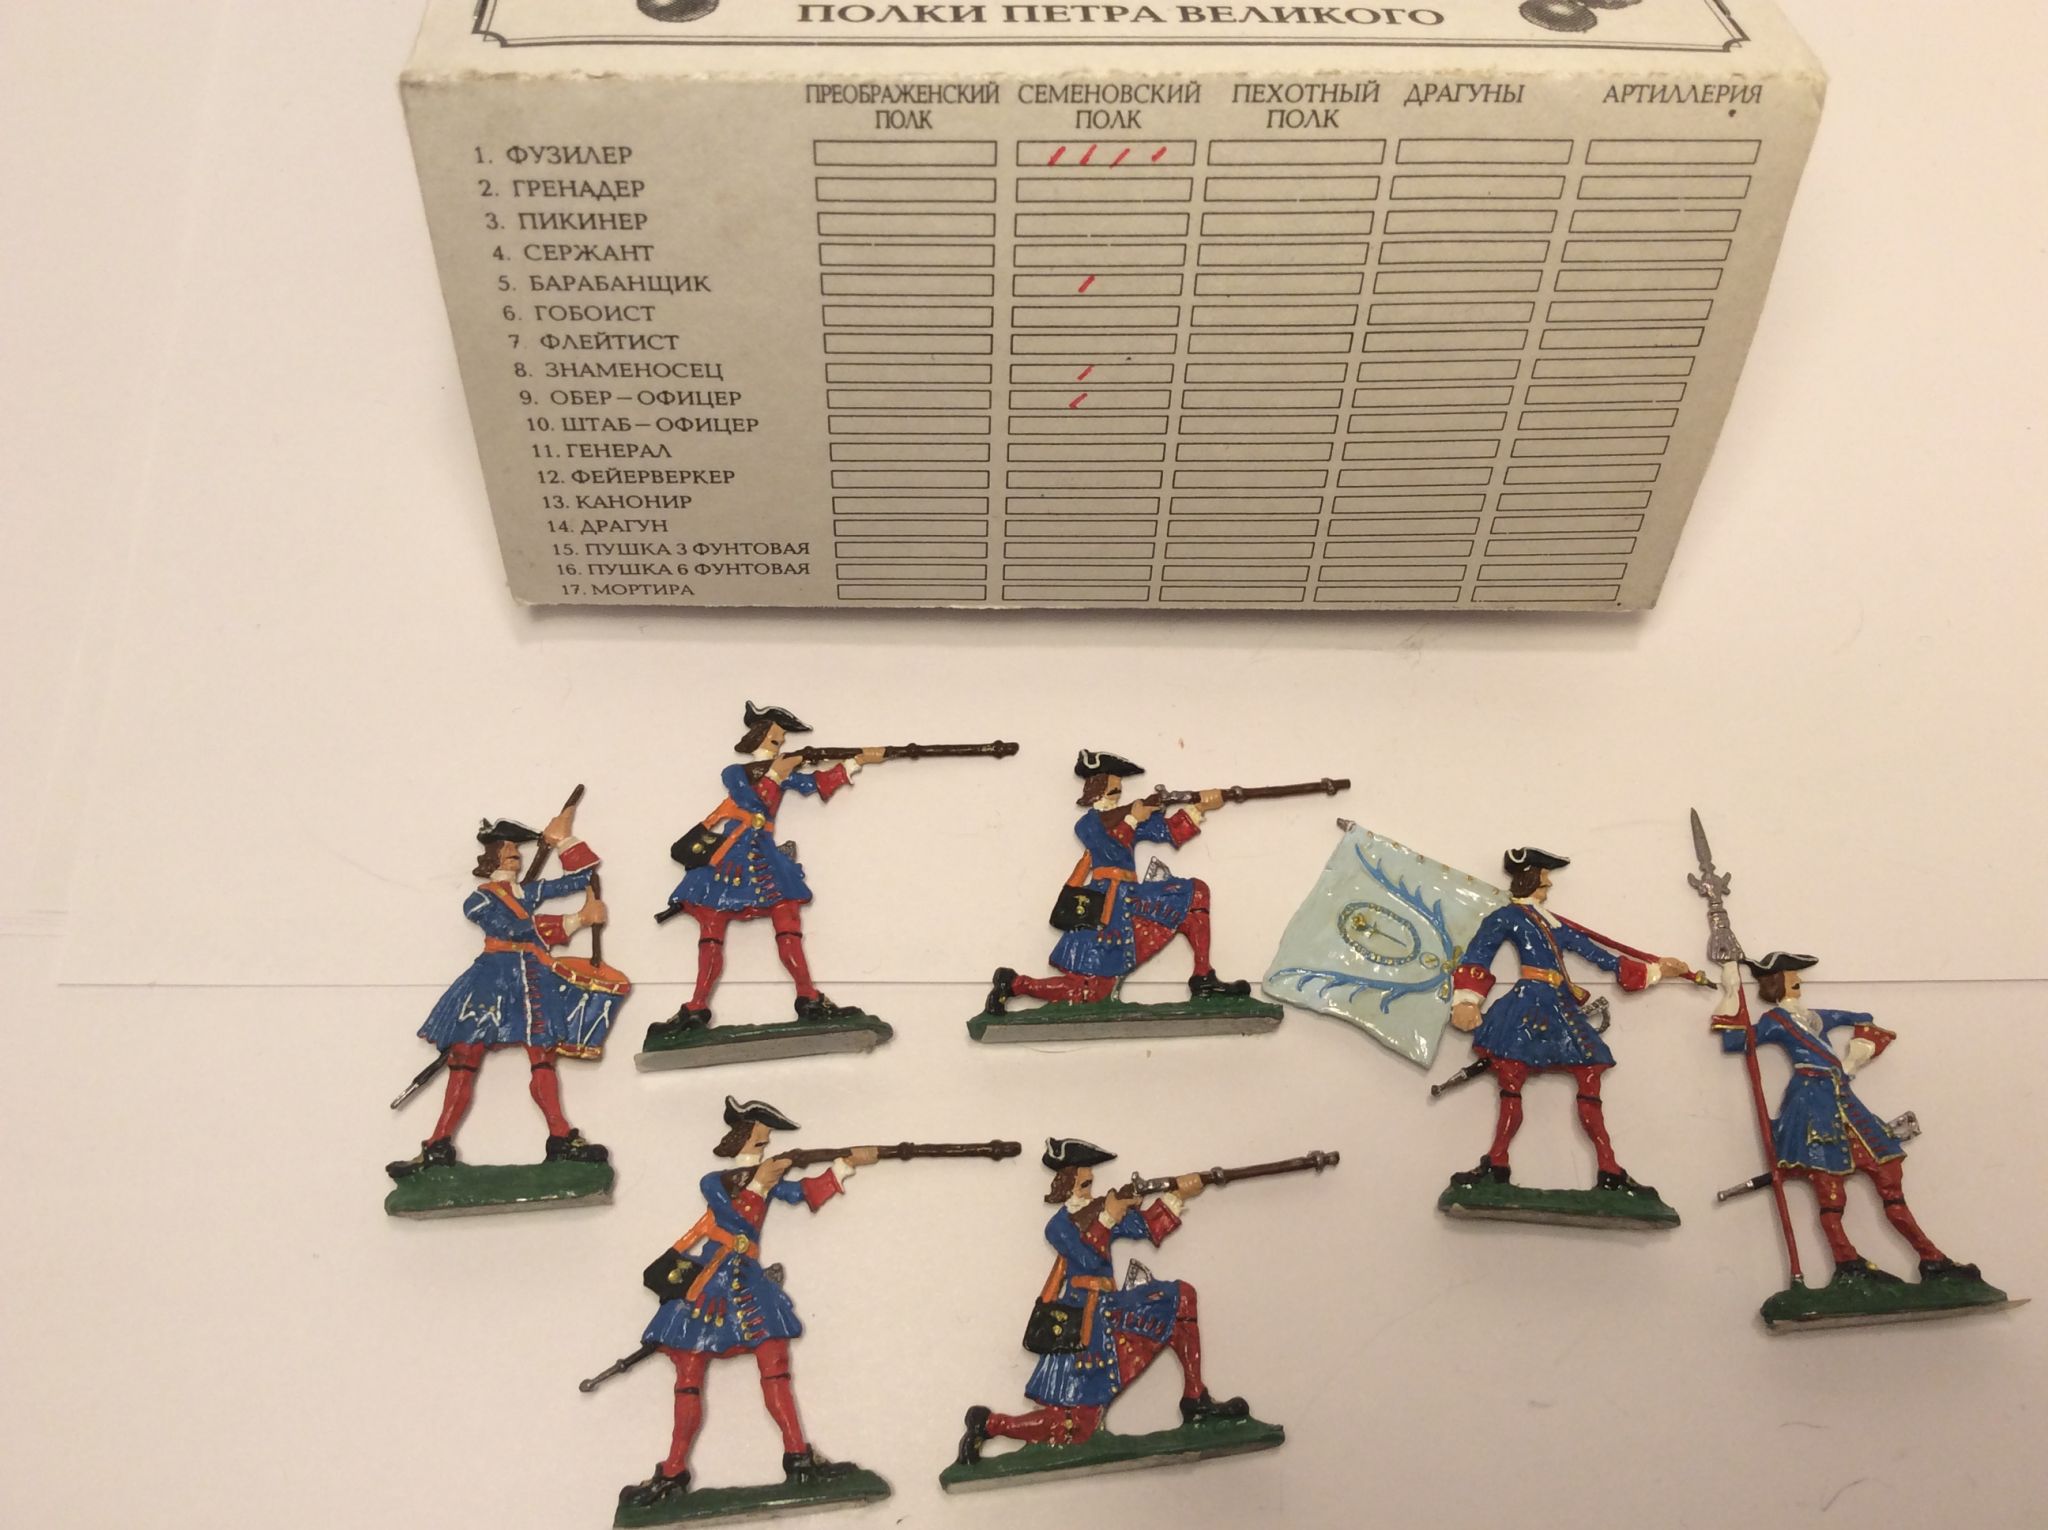 ПОЛКИ ПЕТРА ВЕЛИКОГО
ПРЕОБРАЖЕНСКИЙ ПОЛК
СЕМЕНОВСКИЙ ПОЛК
ПЕХОТНЫЙ ПОЛК
ДРАГУНЫ
АРТИЛЛЕРИЯ
1. ФУЗИЛЕР
2. ГРЕНАДЕР
3. ПИКИНЕР
4. СЕРЖАНТ
5. БАРАБАНЩИК
6. ГОБОИСТ
7. ФЛЕЙТИСТ
8. ЗНАМЕНОСЕЦ
9. ОБЕР-ОФИЦЕР
10. ШТАБ-ОФИЦЕР
11. ГЕНЕРАЛ
12. ФЕЙЕРВЕРКЕР
13. КАНОНИР
14. ДРАГУН
15. ПУШКА 3 ФУНТОВАЯ
16. ПУШКА 6 ФУНТОВАЯ
17. МОРТИРА